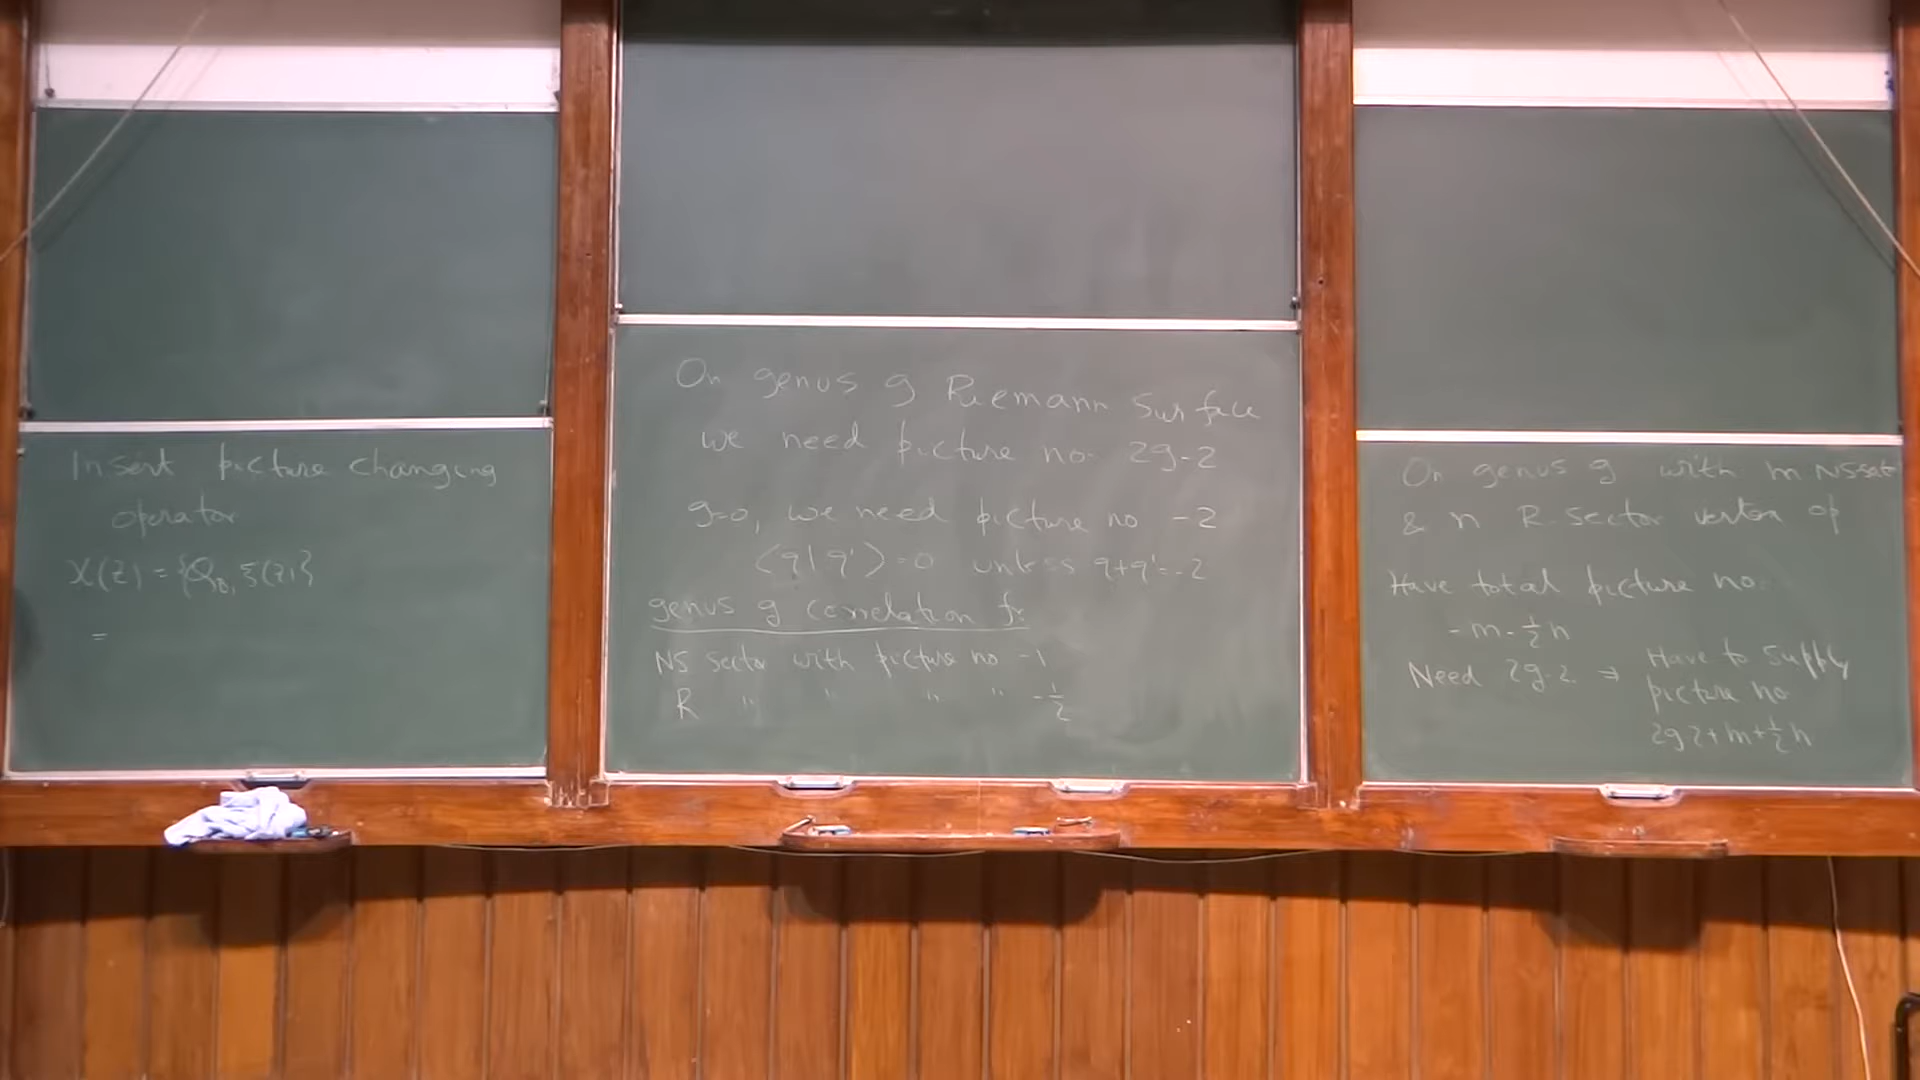 Insert picture changing
operator
X(z) = {Q_B, ξ(z)}
=
On genus g Riemann Surface
we need picture no. 2g-2
g=0, we need picture no -2
⟨q|q'⟩=0 unless q+q'=-2
genus g correlation fn
NS sector with picture no -1
R " " " " -1/2
On genus g with m NS sect
& n R-sector vertex op
Have total picture no.
-m-1/2 n
Need 2g-2 ⇒ Have to supply
picture no
2g-2+m+1/2 n